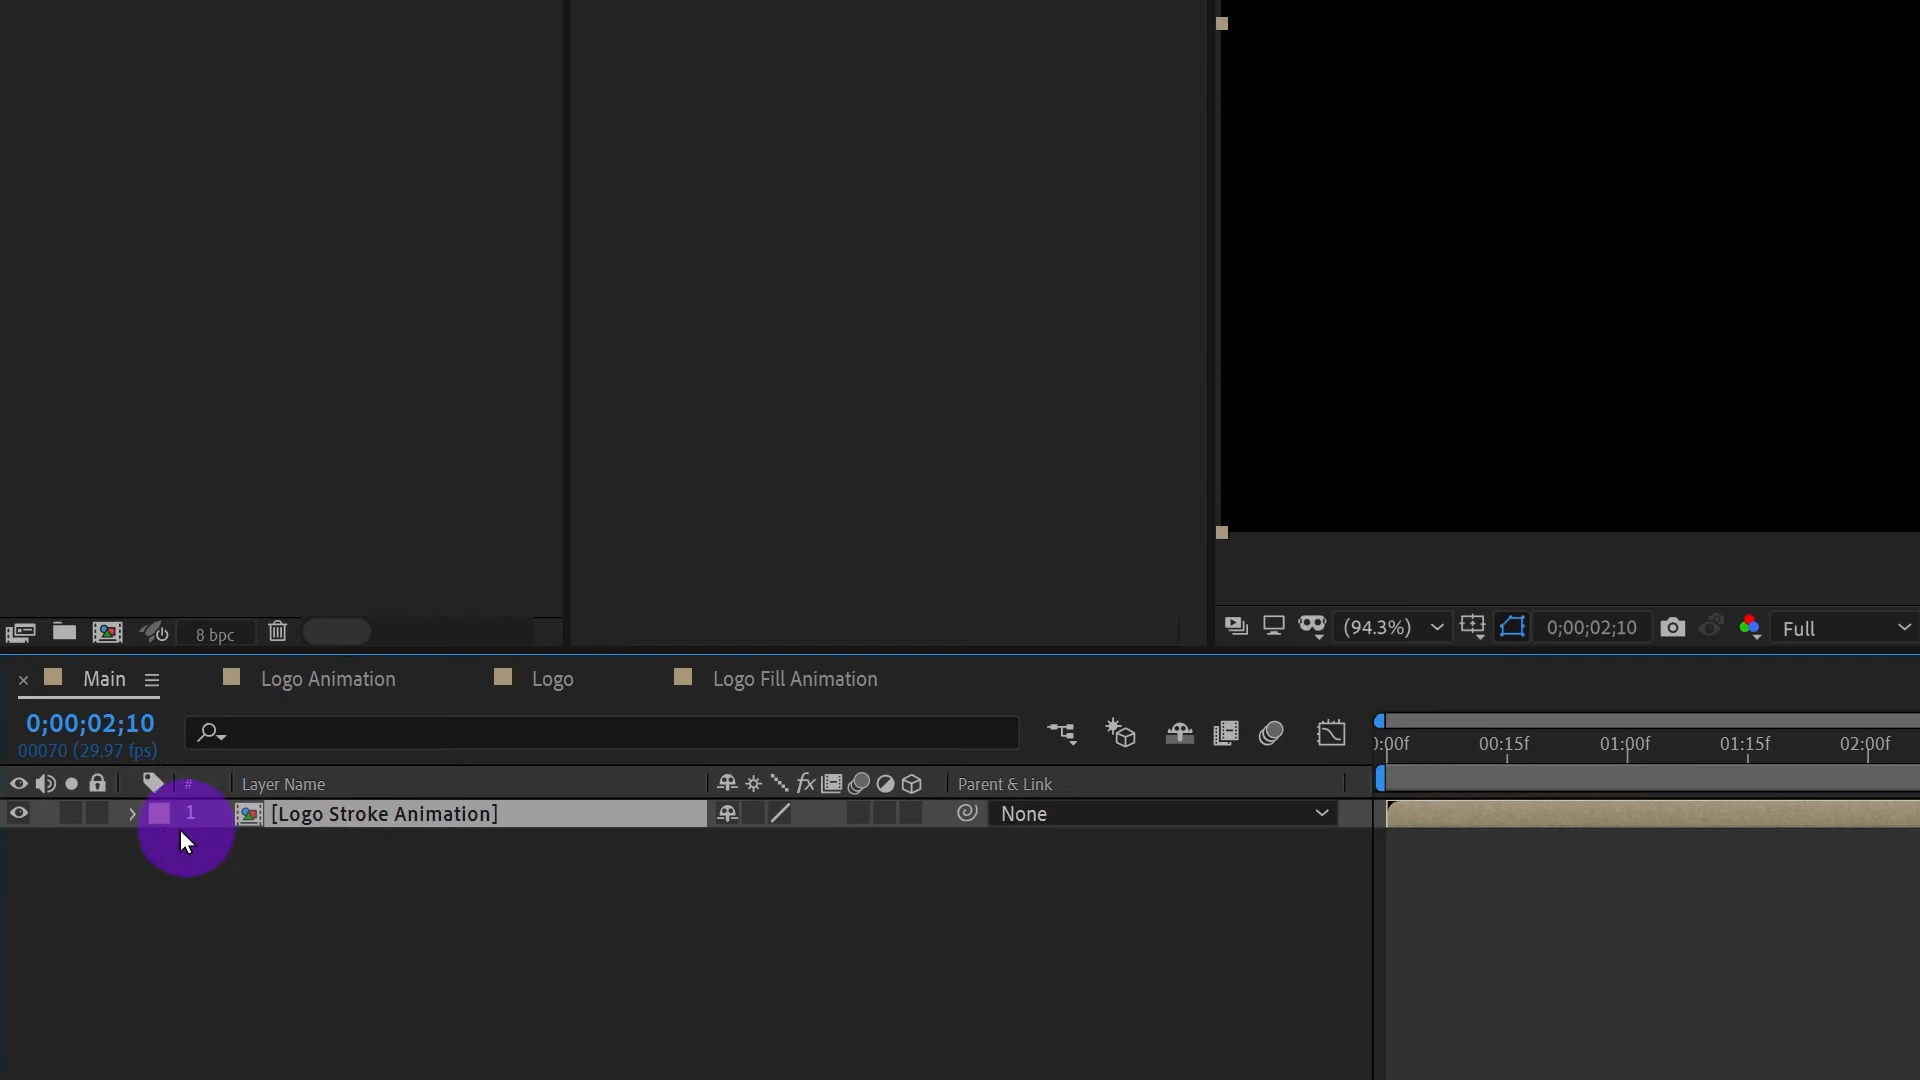 8 bpc
(94.3%)
0;00;02;10
Full
Main
Logo Animation
Logo
Logo Fill Animation
0;00;02;10
00070 (29.97 fps)
):00f
00:15f
01:00f
01:15f
02:00f
#
Layer Name
fx
Parent & Link
1
[Logo Stroke Animation]
None